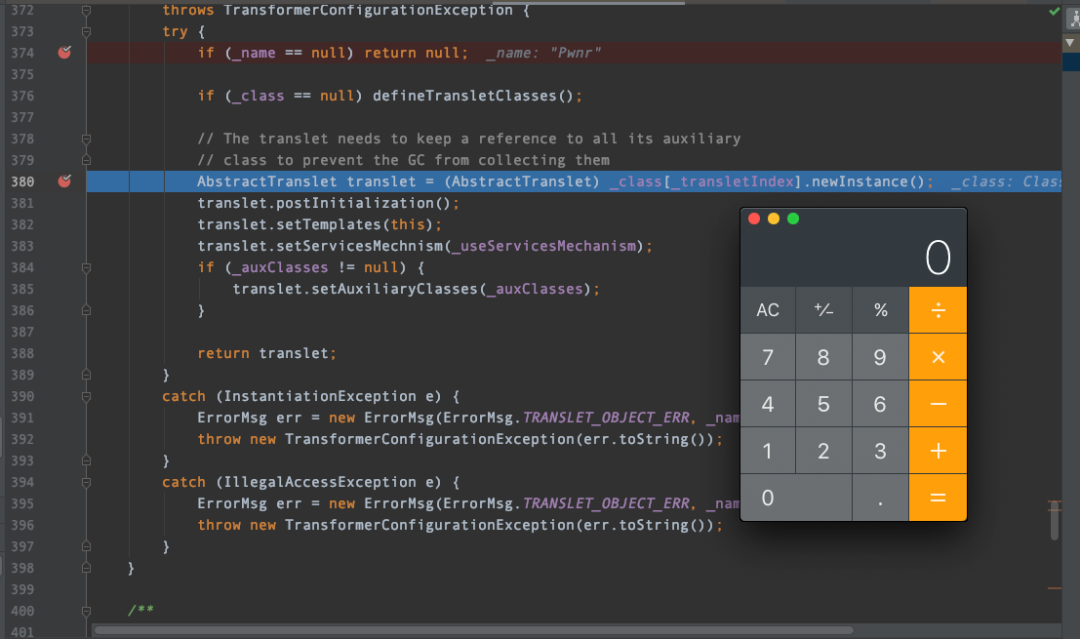 372 throws TransformerConfigurationException {
373 try {
374 if (_name == null) return null; _name: "Pwnr"
375
376 if (_class == null) defineTransletClasses();
377
378 // The translet needs to keep a reference to all its auxiliary
379 // class to prevent the GC from collecting them
380 AbstractTranslet translet = (AbstractTranslet) _class[_transletIndex].newInstance(); _class: Clas
381 translet.postInitialization();
382 translet.setTemplates(this);
383 translet.setServicesMechnism(_useServicesMechanism);
384 if (_auxClasses != null) {
385 translet.setAuxiliaryClasses(_auxClasses);
386 }
387
388 return translet;
389 }
390 catch (InstantiationException e) {
391 ErrorMsg err = new ErrorMsg(ErrorMsg.TRANSLET_OBJECT_ERR, _nam
392 throw new TransformerConfigurationException(err.toString());
393 }
394 catch (IllegalAccessException e) {
395 ErrorMsg err = new ErrorMsg(ErrorMsg.TRANSLET_OBJECT_ERR, _nam
396 throw new TransformerConfigurationException(err.toString());
397 }
398 }
399
400 /**
401
0
AC +/- % ÷
7 8 9 ×
4 5 6 −
1 2 3 +
0 . =